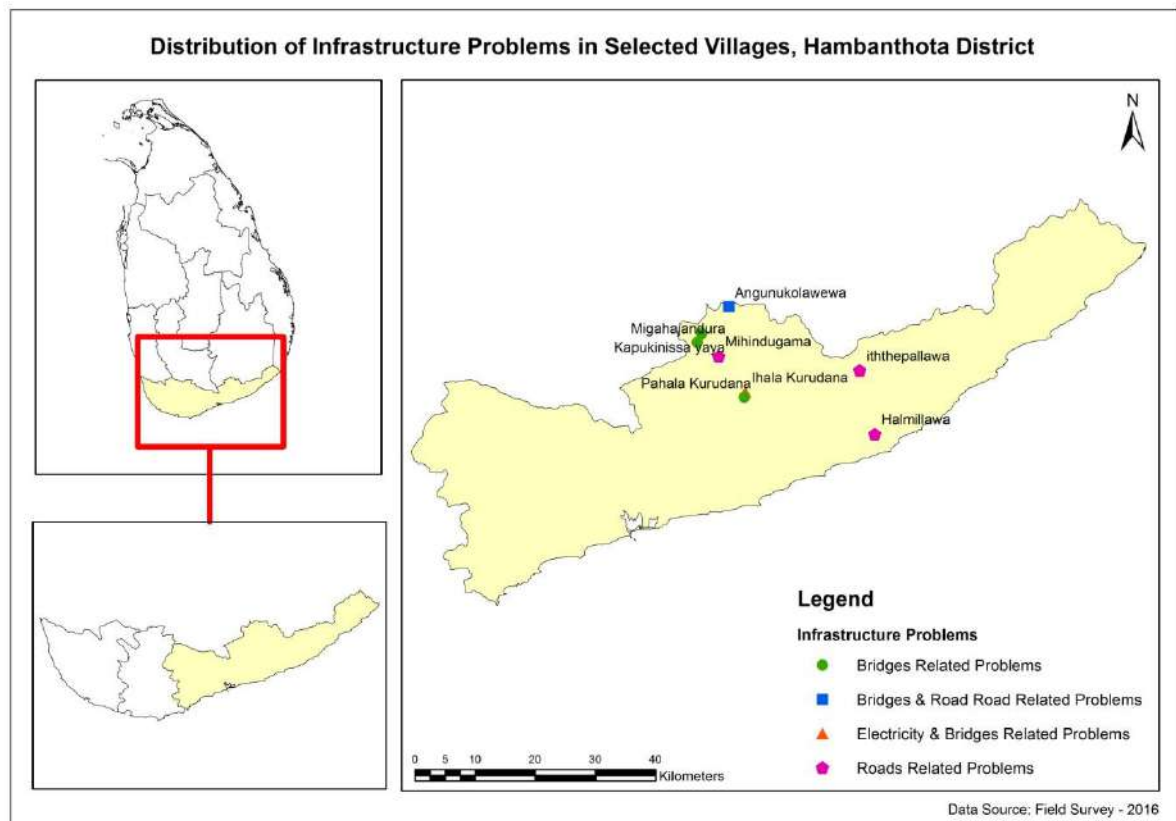 Distribution of Infrastructure Problems in Selected Villages, Hambanthota District
N
Angunukolawewa
Migahajandura
Kapukinissa yaya
Mihindugama
iththepallawa
Pahala Kurudana
Ihala Kurudana
Halmillawa
Legend
Infrastructure Problems
Bridges Related Problems
Bridges & Road Road Related Problems
Electricity & Bridges Related Problems
Roads Related Problems
0 5 10 20 30 40
Kilometers
Data Source: Field Survey - 2016